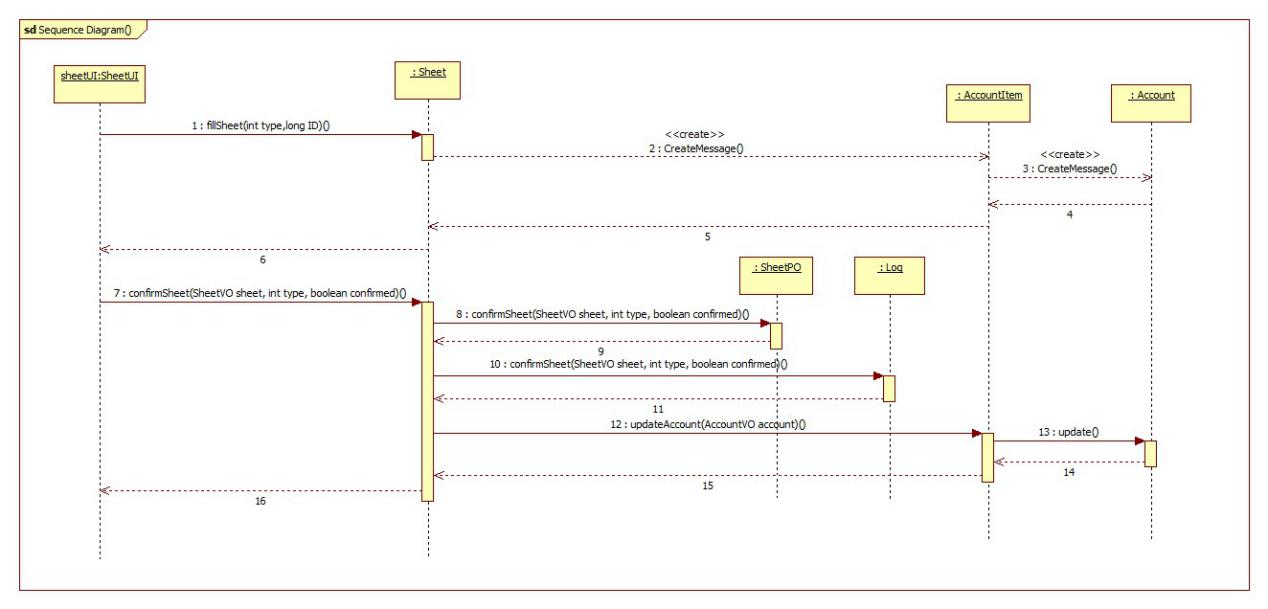 sd Sequence Diagram()
sheetUI:SheetUI
: Sheet
: AccountItem
: Account
1 : fillSheet(int type,long ID)()
<<create>>
2 : CreateMessage()
<<create>>
3 : CreateMessage()
4
5
6
: SheetPO
: Log
7 : confirmSheet(SheetVO sheet, int type, boolean confirmed)()
8 : confirmSheet(SheetVO sheet, int type, boolean confirmed)()
9
10 : confirmSheet(SheetVO sheet, int type, boolean confirmed)()
11
12 : updateAccount(AccountVO account)()
13 : update()
14
15
16